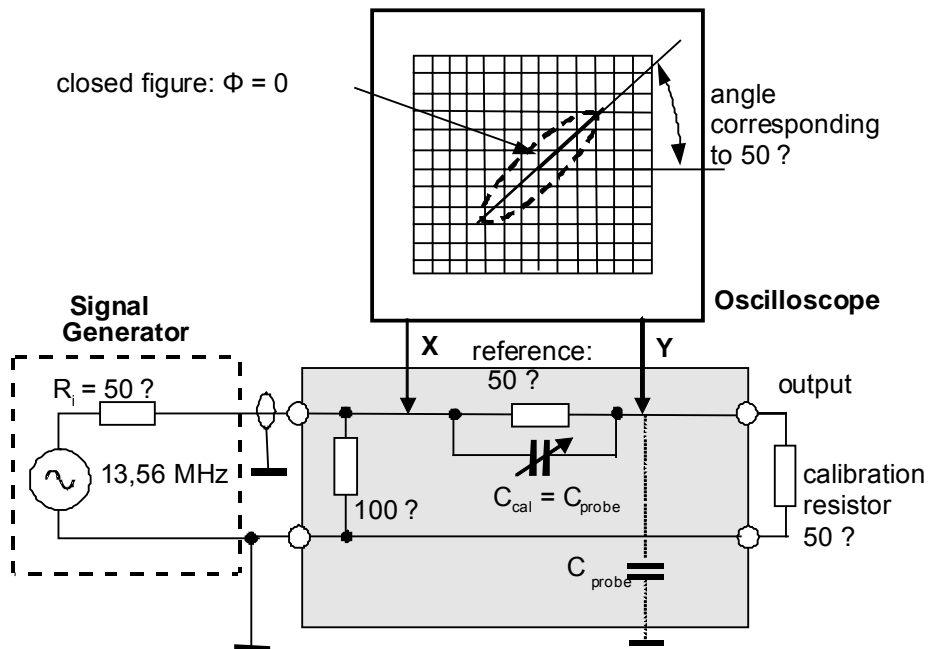 closed figure: Φ = 0
angle
corresponding
to 50 ?
Oscilloscope
Signal
Generator
X
Y
reference:
50 ?
output
R i = 50 ?
13,56 MHz
100 ?
C cal = C probe
calibration
resistor
50 ?
C probe